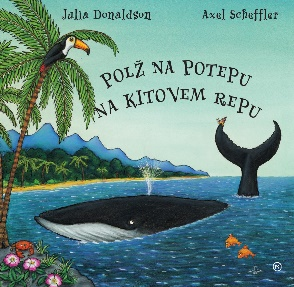 Julia Donaldson Axel Scheffler
POLŽ NA POTEPU
NA KITOVEM REPU